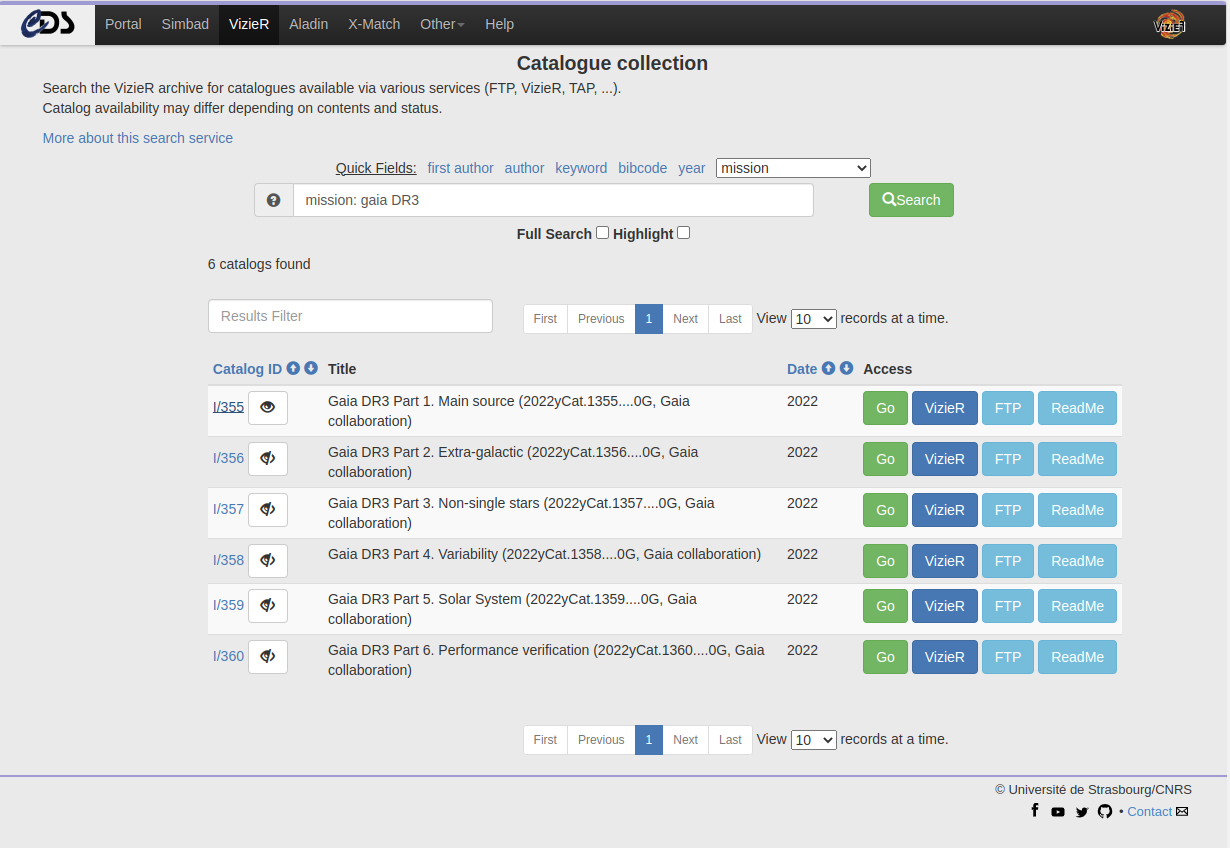 CDS Portal Simbad VizieR Aladin X-Match Other Help VizieR
Catalogue collection
Search the VizieR archive for catalogues available via various services (FTP, VizieR, TAP, ...).
Catalog availability may differ depending on contents and status.
More about this search service
Quick Fields: first author author keyword bibcode year mission
mission: gaia DR3 Search
Full Search Highlight
6 catalogs found
Results Filter First Previous 1 Next Last View 10 records at a time.
Catalog ID Title Date Access
I/355 Gaia DR3 Part 1. Main source (2022yCat.1355....0G, Gaia 2022 Go VizieR FTP ReadMe
collaboration)
I/356 Gaia DR3 Part 2. Extra-galactic (2022yCat.1356....0G, Gaia 2022 Go VizieR FTP ReadMe
collaboration)
I/357 Gaia DR3 Part 3. Non-single stars (2022yCat.1357....0G, Gaia 2022 Go VizieR FTP ReadMe
collaboration)
I/358 Gaia DR3 Part 4. Variability (2022yCat.1358....0G, Gaia collaboration) 2022 Go VizieR FTP ReadMe
I/359 Gaia DR3 Part 5. Solar System (2022yCat.1359....0G, Gaia 2022 Go VizieR FTP ReadMe
collaboration)
I/360 Gaia DR3 Part 6. Performance verification (2022yCat.1360....0G, Gaia 2022 Go VizieR FTP ReadMe
collaboration)
First Previous 1 Next Last View 10 records at a time.
© Université de Strasbourg/CNRS
• Contact